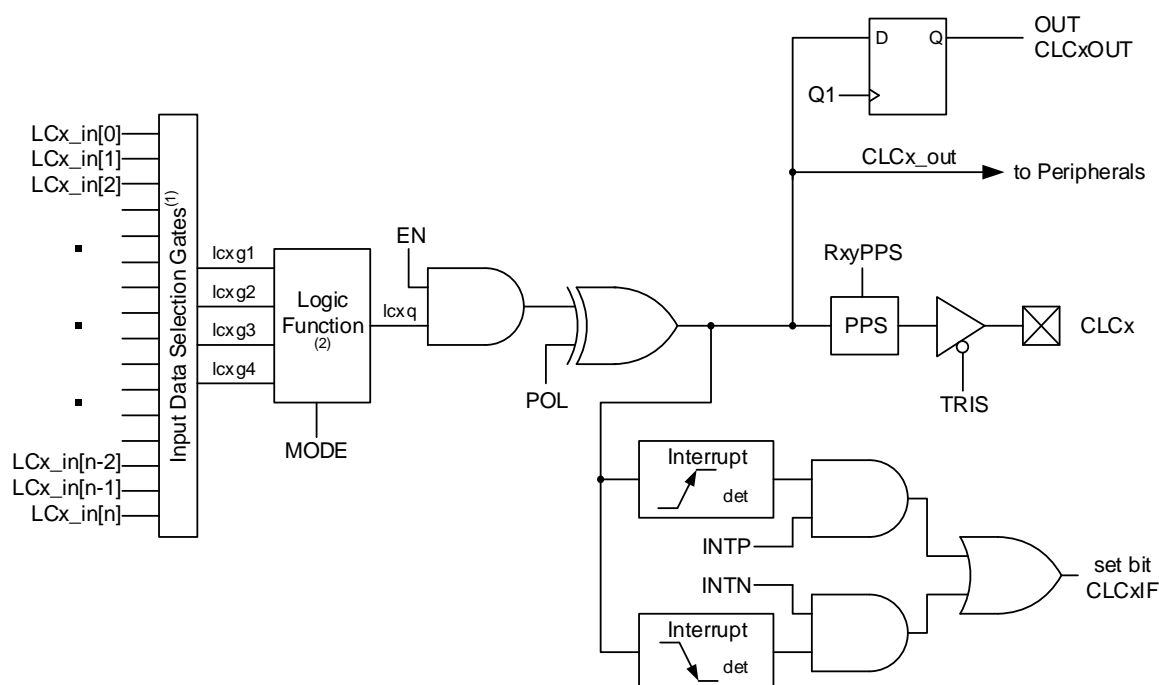 OUT
D
Q
CLCxOUT
Q1
LCx_in[0]
LCx_in[1]
LCx_in[2]
CLCx_out
to Peripherals
Input Data Selection Gates(1)
lcxg1
lcxg2
lcxg3
lcxg4
Logic
Function
(2)
MODE
EN
lcxq
POL
RxyPPS
PPS
CLCx
TRIS
LCx_in[n-2]
LCx_in[n-1]
LCx_in[n]
Interrupt
det
INTP
INTN
set bit
CLCxIF
Interrupt
det